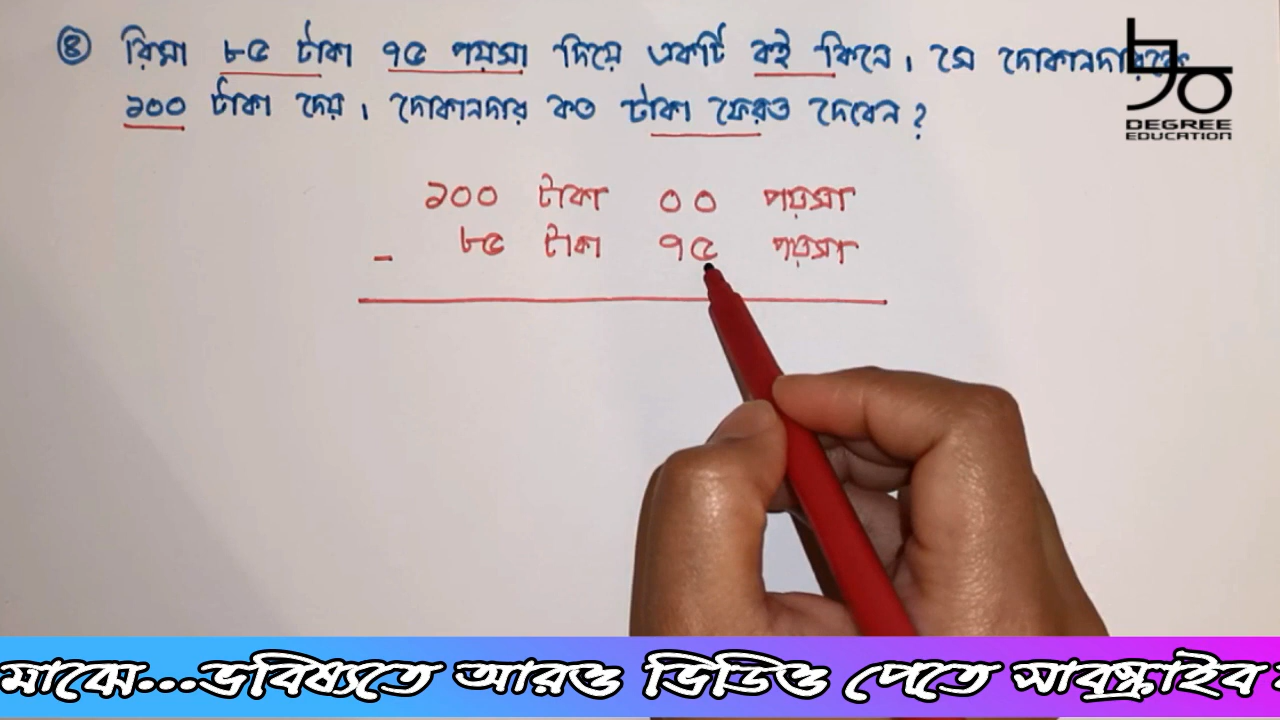 ৪ রিমা ৮৫ টাকা ৭৫ পয়সা দিয়ে একটি বই কিনে। সে দোকানদারকে
১০০ টাকা দেয়। দোকানদার কত টাকা ফেরত দেবেন?
১০০ টাকা ০০ পয়সা
- ৮৫ টাকা ৭৫ পয়সা
DEGREE
EDUCATION
মাঝে...ভবিষ্যতে আরও ভিডিও পেতে সাবস্ক্রাইব